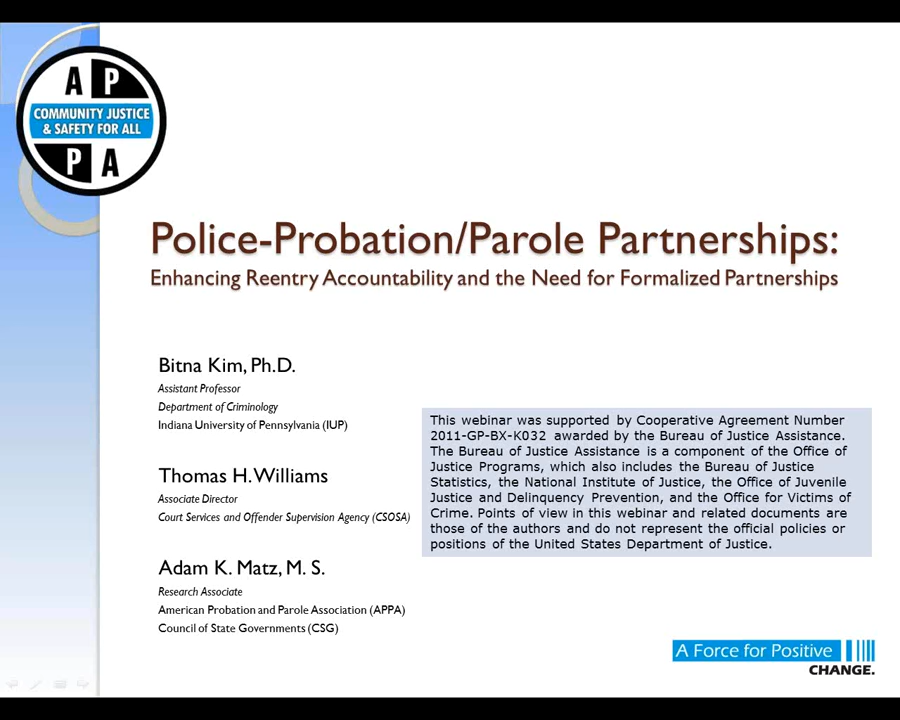 A P
COMMUNITY JUSTICE
& SAFETY FOR ALL
P A
Police-Probation/Parole Partnerships:
Enhancing Reentry Accountability and the Need for Formalized Partnerships
Bitna Kim, Ph.D.
Assistant Professor
Department of Criminology
Indiana University of Pennsylvania (IUP)
Thomas H. Williams
Associate Director
Court Services and Offender Supervision Agency (CSOSA)
Adam K. Matz, M. S.
Research Associate
American Probation and Parole Association (APPA)
Council of State Governments (CSG)
This webinar was supported by Cooperative Agreement Number
2011-GP-BX-K032 awarded by the Bureau of Justice Assistance.
The Bureau of Justice Assistance is a component of the Office of
Justice Programs, which also includes the Bureau of Justice
Statistics, the National Institute of Justice, the Office of Juvenile
Justice and Delinquency Prevention, and the Office for Victims of
Crime. Points of view in this webinar and related documents are
those of the authors and do not represent the official policies or
positions of the United States Department of Justice.
A Force for Positive
CHANGE.